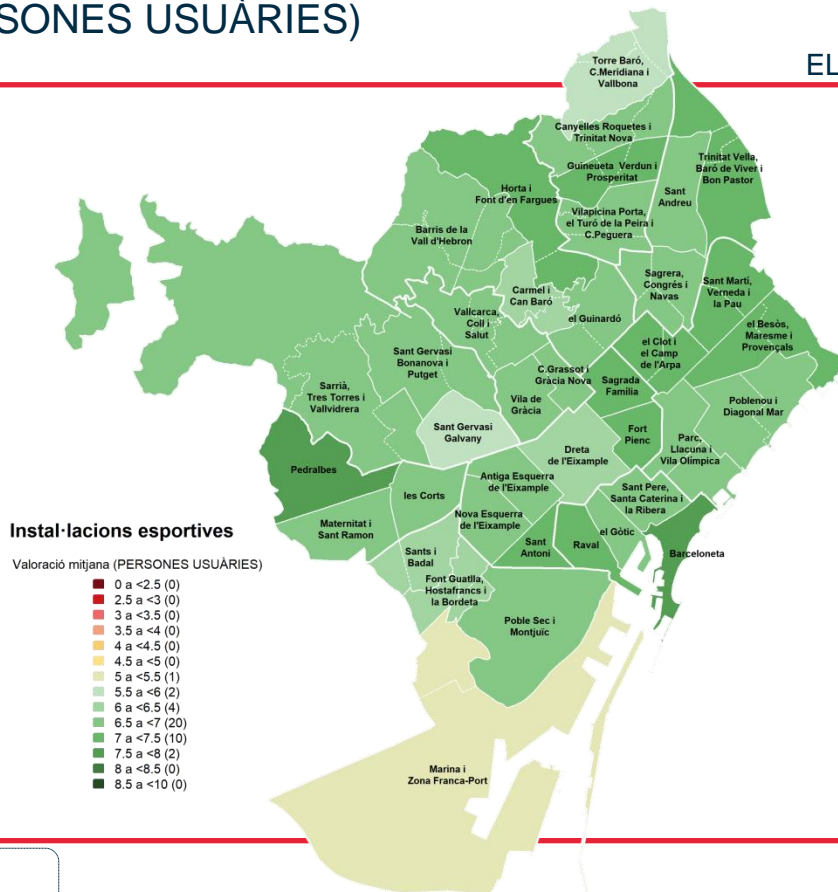 SONES USUÀRIES)
EL
Torre Baró,
C.Meridiana i
Vallbona
Canyelles Roquetes i
Trinitat Nova
Guineueta Verdun i
Prosperitat
Trinitat Vella,
Baró de Viver i
Bon Pastor
Horta i
Font d'en Fargues
Sant
Andreu
Vilapicina Porta,
el Turó de la Peira i
C.Peguera
Barris de la
Vall d'Hebron
Sagrera,
Congrés i
Navas
Sant Martí,
Verneda i
la Pau
Carmel i
Can Baró
Vallcarca,
Coll i
Salut
el Guinardó
el Besòs,
Maresme i
Provençals
el Clot i
el Camp
de l'Arpa
Sant Gervasi
Bonanova i
Putget
C.Grassot i
Gràcia Nova
Sagrada
Família
Sarrià,
Tres Torres i
Vallvidrera
Vila de
Gràcia
Poblenou i
Diagonal Mar
Sant Gervasi
Galvany
Fort
Pienc
Parc,
Llacuna i
Vila Olímpica
Dreta
de l'Eixample
Pedralbes
Antiga Esquerra
de l'Eixample
les Corts
Sant Pere,
Santa Caterina i
la Ribera
Nova Esquerra
de l'Eixample
Maternitat i
Sant Ramon
el Gòtic
Sant
Antoni
Raval
Barceloneta
Sants i
Badal
Font Guatlla,
Hostafrancs i
la Bordeta
Poble Sec i
Montjuïc
Marina i
Zona Franca-Port
Instal·lacions esportives
Valoració mitjana (PERSONES USUÀRIES)
0 a <2.5 (0)
2.5 a <3 (0)
3 a <3.5 (0)
3.5 a <4 (0)
4 a <4.5 (0)
4.5 a <5 (0)
5 a <5.5 (1)
5.5 a <6 (2)
6 a <6.5 (4)
6.5 a <7 (20)
7 a <7.5 (10)
7.5 a <8 (2)
8 a <8.5 (0)
8.5 a <10 (0)